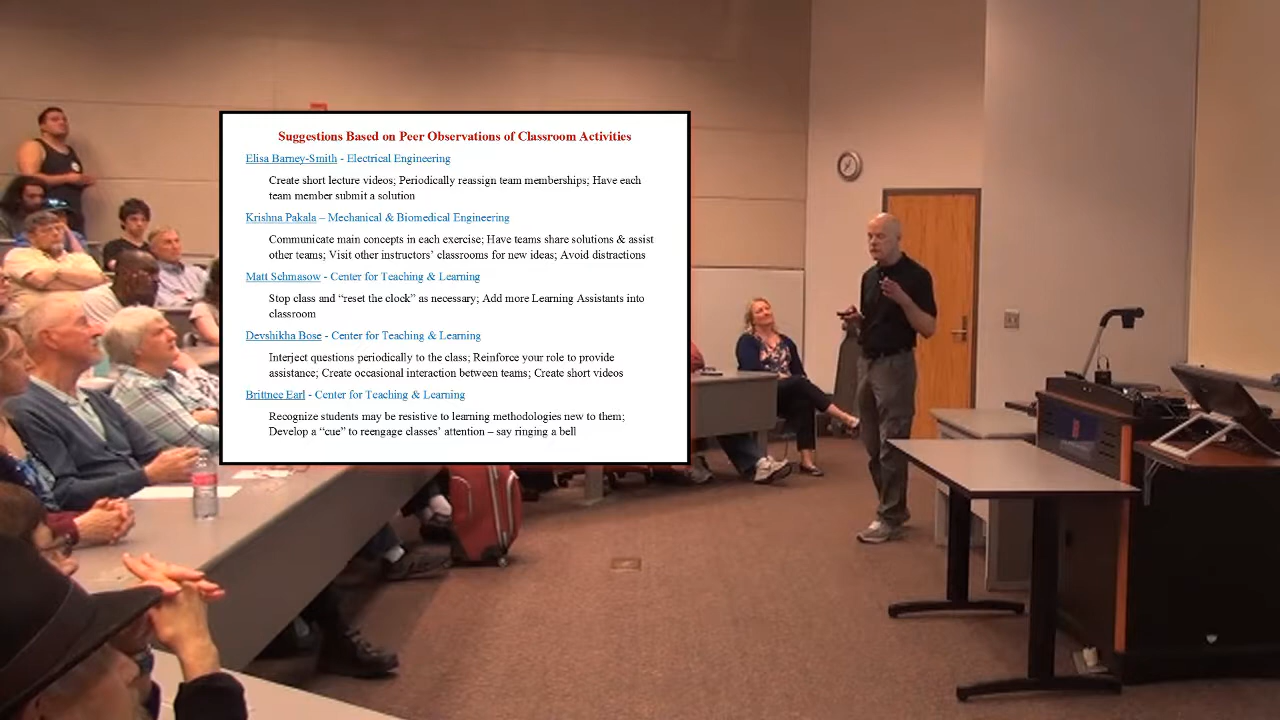 Suggestions Based on Peer Observations of Classroom Activities
Elisa Barney-Smith - Electrical Engineering
Create short lecture videos; Periodically reassign team memberships; Have each
team member submit a solution
Krishna Pakala – Mechanical & Biomedical Engineering
Communicate main concepts in each exercise; Have teams share solutions & assist
other teams; Visit other instructors’ classrooms for new ideas; Avoid distractions
Matt Schmasow - Center for Teaching & Learning
Stop class and “reset the clock” as necessary; Add more Learning Assistants into
classroom
Devshikha Bose - Center for Teaching & Learning
Interject questions periodically to the class; Reinforce your role to provide
assistance; Create occasional interaction between teams; Create short videos
Brittnee Earl - Center for Teaching & Learning
Recognize students may be resistive to learning methodologies new to them;
Develop a “cue” to reengage classes’ attention – say ringing a bell